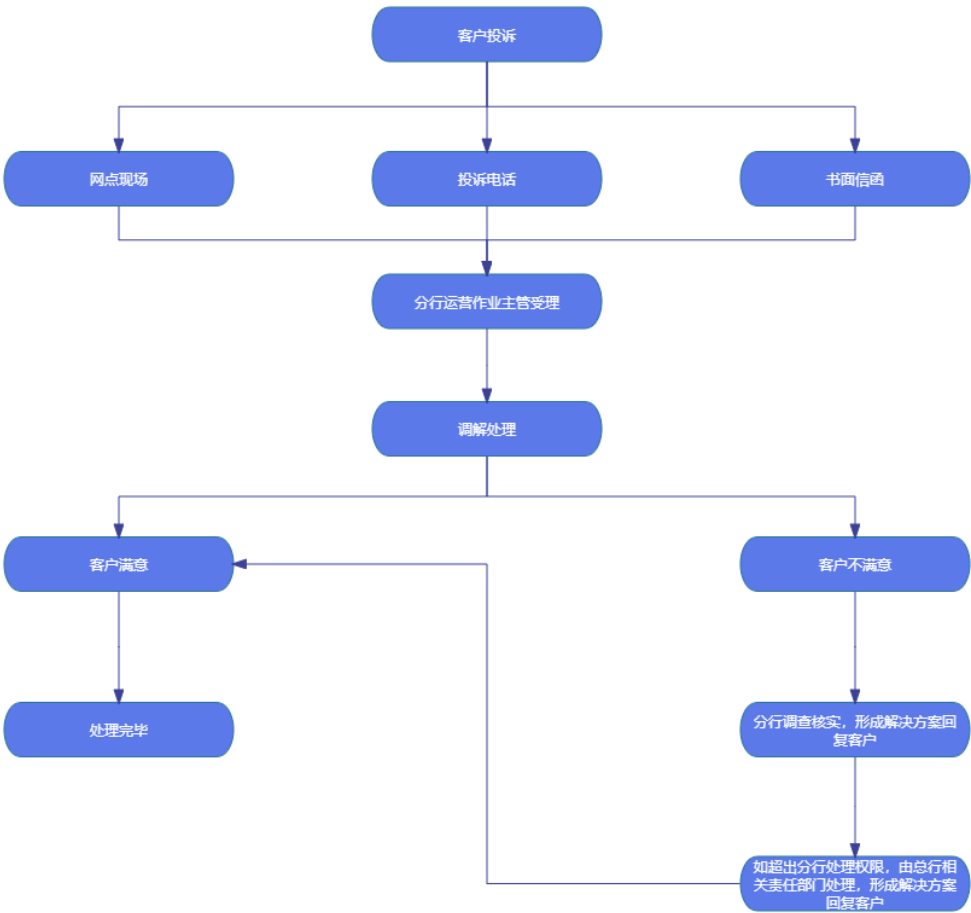 客户投诉
网点现场
投诉电话
书面信函
分行运营作业主管受理
调解处理
客户满意
客户不满意
处理完毕
分行调查核实，形成解决方案回
复客户
如超出分行处理权限，由总行相
关责任部门处理，形成解决方案
回复客户